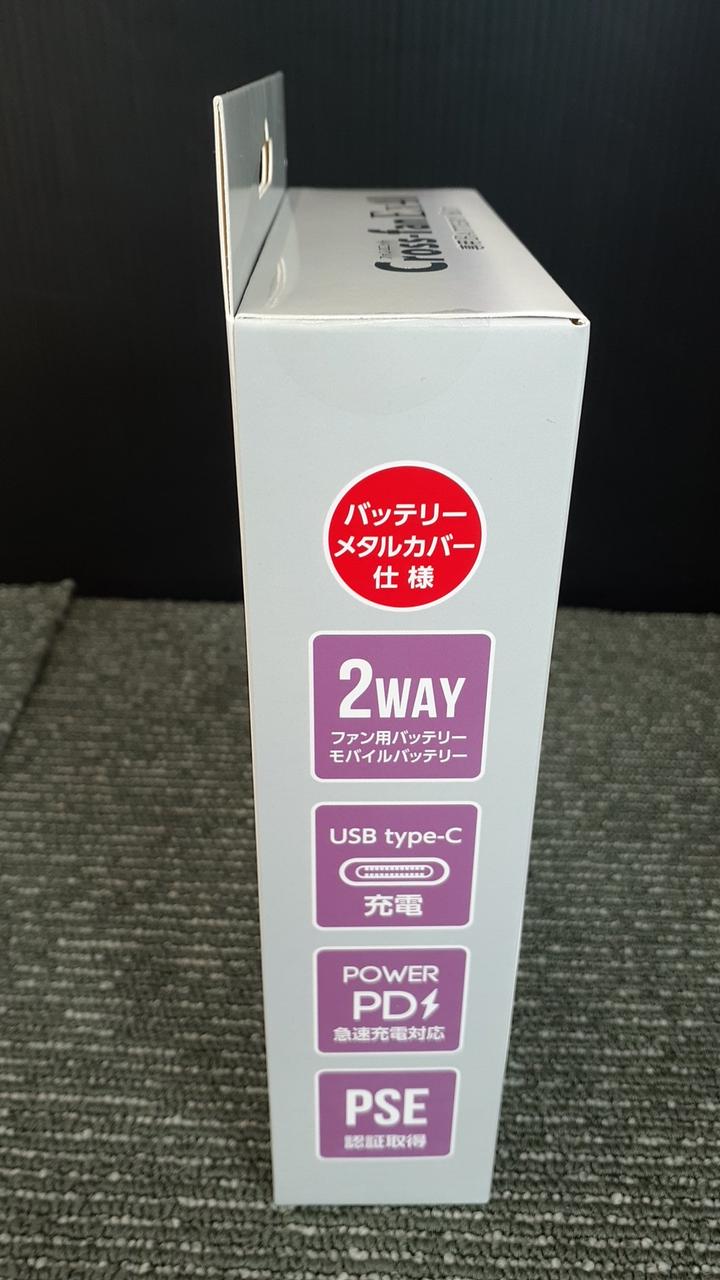 Cross-fan
バッテリー
メタルカバー
仕様
2WAY
ファン用バッテリー
モバイルバッテリー
USB type-C
充電
POWER
PD
急速充電対応
PSE
認証取得